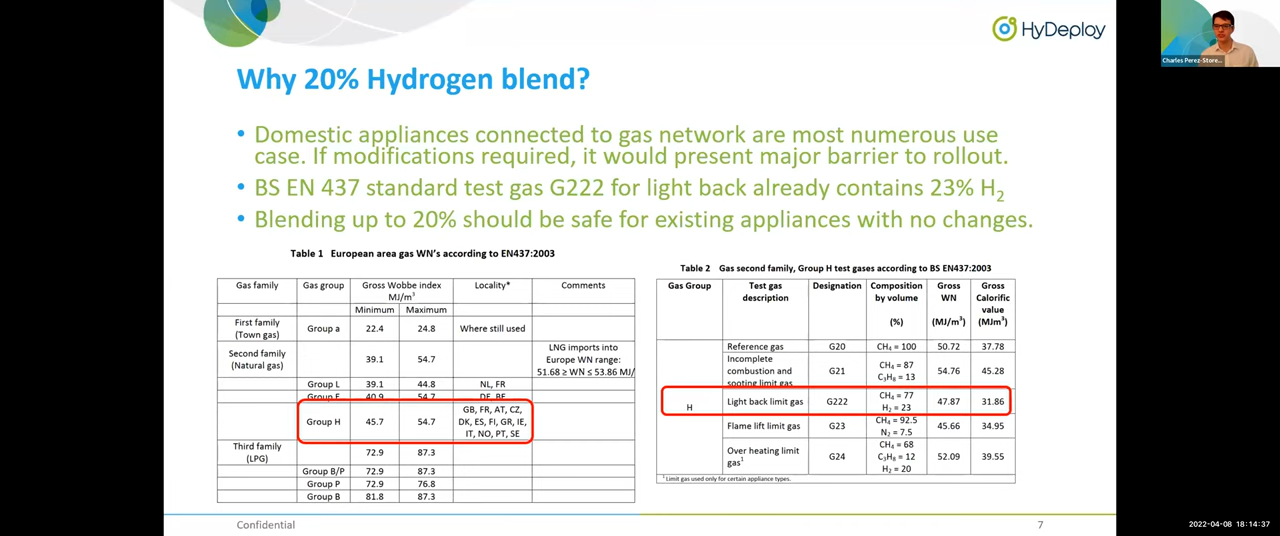 HyDeploy
Charles Perez-Store...
Why 20% Hydrogen blend?
• Domestic appliances connected to gas network are most numerous use
case. If modifications required, it would present major barrier to rollout.
• BS EN 437 standard test gas G222 for light back already contains 23% H₂
• Blending up to 20% should be safe for existing appliances with no changes.
Table 1 European area gas WN's according to EN437:2003
Gas family Gas group Gross Wobbe index Locality* Comments
MJ/m³
Minimum Maximum
First family
(Town gas) Group a 22.4 24.8 Where still used
Second family
(Natural gas) 39.1 54.7 LNG imports into
Europe WN range:
51.68 ≥ WN ≤ 53.86 MJ/
Group L 39.1 44.8 NL, FR
Group E 40.9 54.7 DE, BE
Group H 45.7 54.7 GB, FR, AT, CZ,
DK, ES, FI, GR, IE,
IT, NO, PT, SE
Third family
(LPG) 72.9 87.3
Group B/P 72.9 87.3
Group P 72.9 76.8
Group B 81.8 87.3
Table 2 Gas second family, Group H test gases according to BS EN437:2003
Gas Group Test gas Designation Composition Gross Gross
description by volume WN Calorific
value
(%) (MJ/m³) (MJm³)
Reference gas G20 CH₄ = 100 50.72 37.78
Incomplete
combustion and
sooting limit gas G21 CH₄ = 87
C₃H₈ = 13 54.76 45.28
H Light back limit gas G222 CH₄ = 77
H₂ = 23 47.87 31.86
Flame lift limit gas G23 CH₄ = 92.5
N₂ = 7.5 45.66 34.95
Over heating limit
gas¹ G24 CH₄ = 68
C₃H₈ = 12
H₂ = 20 52.09 39.55
¹ Limit gas used only for certain appliance types.
Confidential
7
2022-04-08 18:14:37